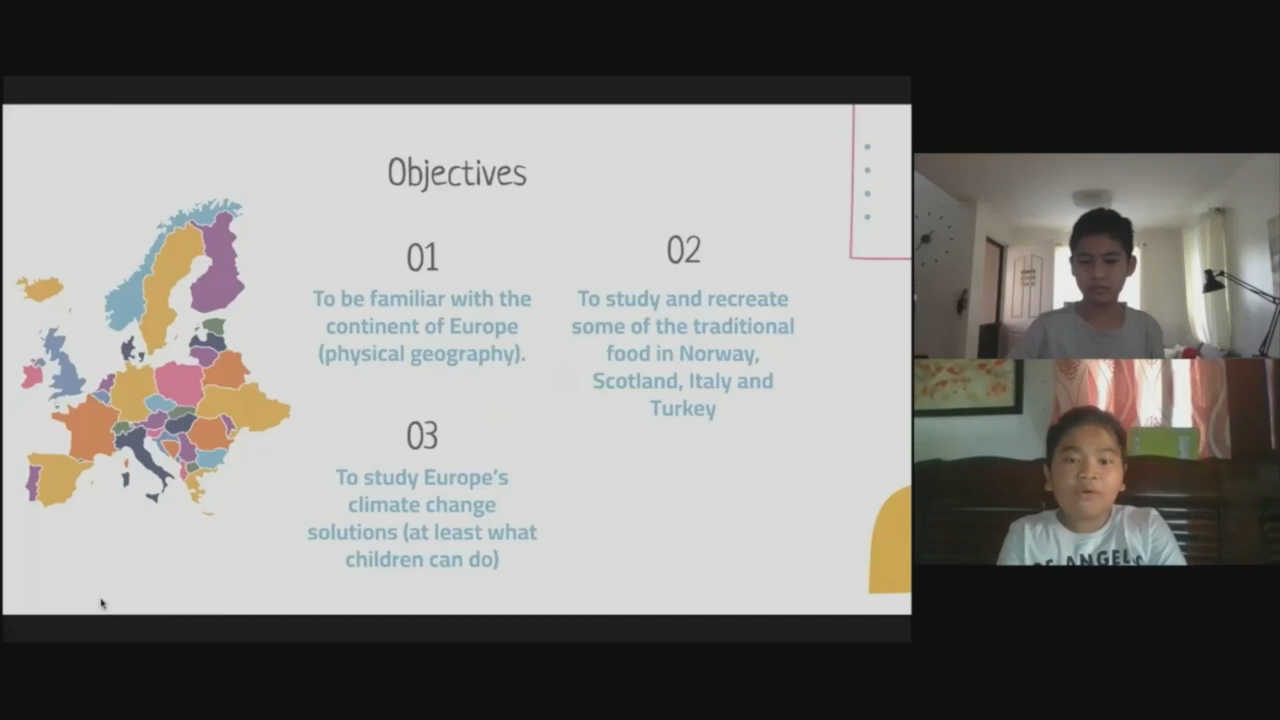 Objectives
01
To be familiar with the
continent of Europe
(physical geography).
02
To study and recreate
some of the traditional
food in Norway,
Scotland, Italy and
Turkey
03
To study Europe's
climate change
solutions (at least what
children can do)
ANGEL